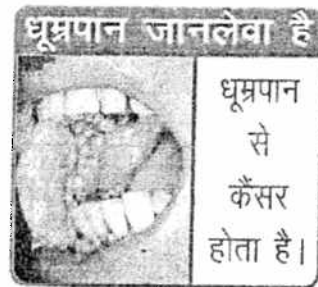 धूम्रपान जानलेवा है
धूम्रपान
से
कैंसर
होता है।